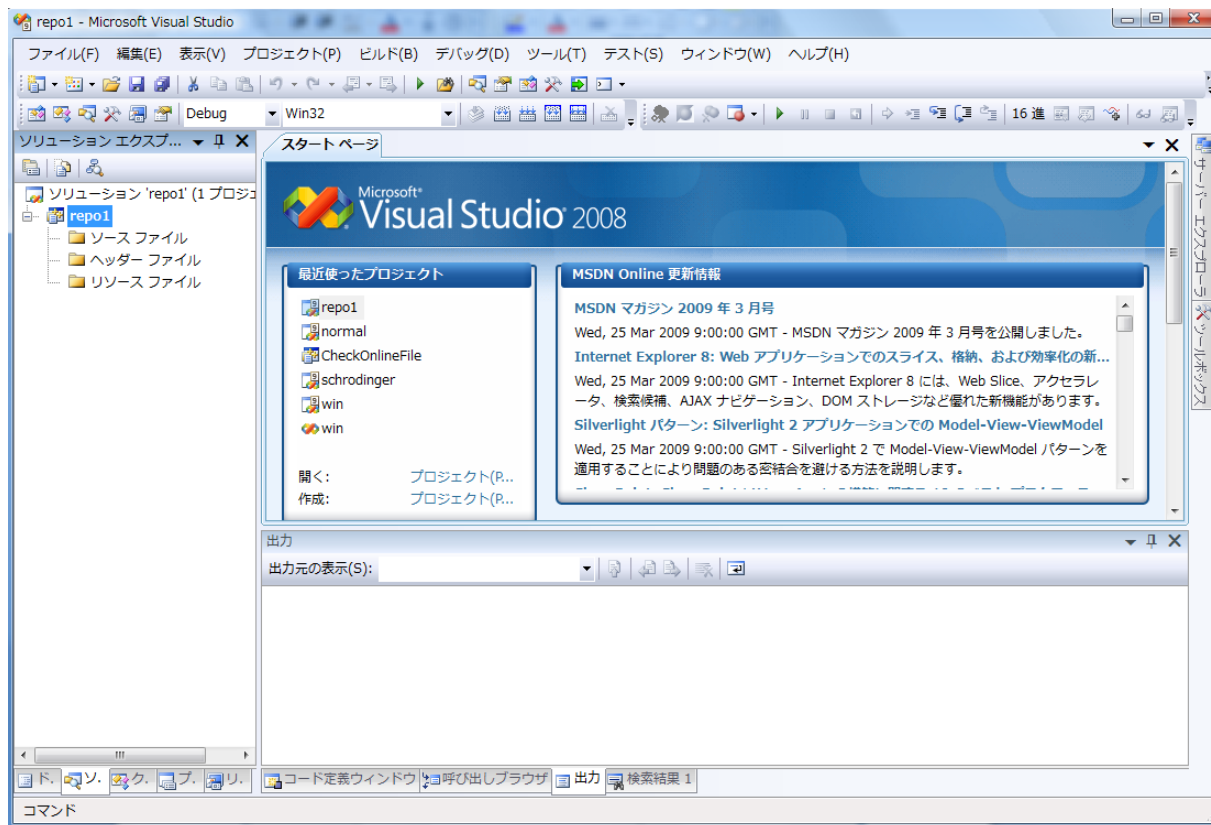 repo1 - Microsoft Visual Studio
ファイル(F) 編集(E) 表示(V) プロジェクト(P) ビルド(B) デバッグ(D) ツール(T) テスト(S) ウィンドウ(W) ヘルプ(H)
Debug Win32 16 進
ソリューション エクスプ...
ソリューション 'repo1' (1 プロジェ
repo1
ソース ファイル
ヘッダー ファイル
リソース ファイル
スタート ページ
Microsoft
Visual Studio 2008
最近使ったプロジェクト
repo1
normal
CheckOnlineFile
schrodinger
win
win
開く: プロジェクト(P...
作成: プロジェクト(P...
MSDN Online 更新情報
MSDN マガジン 2009 年 3 月号
Wed, 25 Mar 2009 9:00:00 GMT - MSDN マガジン 2009 年 3 月号を公開しました。
Internet Explorer 8: Web アプリケーションでのスライス、格納、および効率化の新...
Wed, 25 Mar 2009 9:00:00 GMT - Internet Explorer 8 には、Web Slice、アクセラレ
ータ、検索候補、AJAX ナビゲーション、DOM ストレージなど優れた新機能があります。
Silverlight パターン: Silverlight 2 アプリケーションでの Model-View-ViewModel
Wed, 25 Mar 2009 9:00:00 GMT - Silverlight 2 で Model-View-ViewModel パターンを
適用することにより問題のある密結合を避ける方法を説明します。
サーバー エクスプローラ
ツールボックス
出力
出力元の表示(S):
ド. ソ. ク. プ. リ.
コード定義ウィンドウ 呼び出しブラウザ 出力 検索結果 1
コマンド